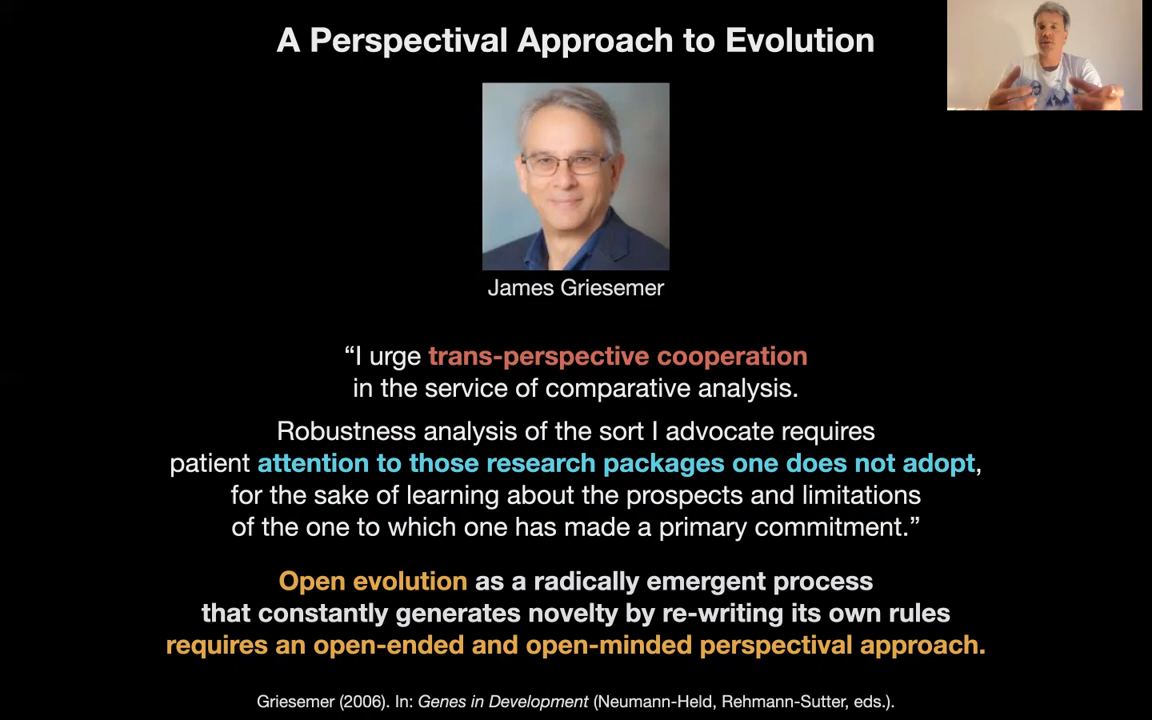 A Perspectival Approach to Evolution
James Griesemer
“I urge trans-perspective cooperation
in the service of comparative analysis.
Robustness analysis of the sort I advocate requires
patient attention to those research packages one does not adopt,
for the sake of learning about the prospects and limitations
of the one to which one has made a primary commitment.”
Open evolution as a radically emergent process
that constantly generates novelty by re-writing its own rules
requires an open-ended and open-minded perspectival approach.
Griesemer (2006). In: Genes in Development (Neumann-Held, Rehmann-Sutter, eds.).